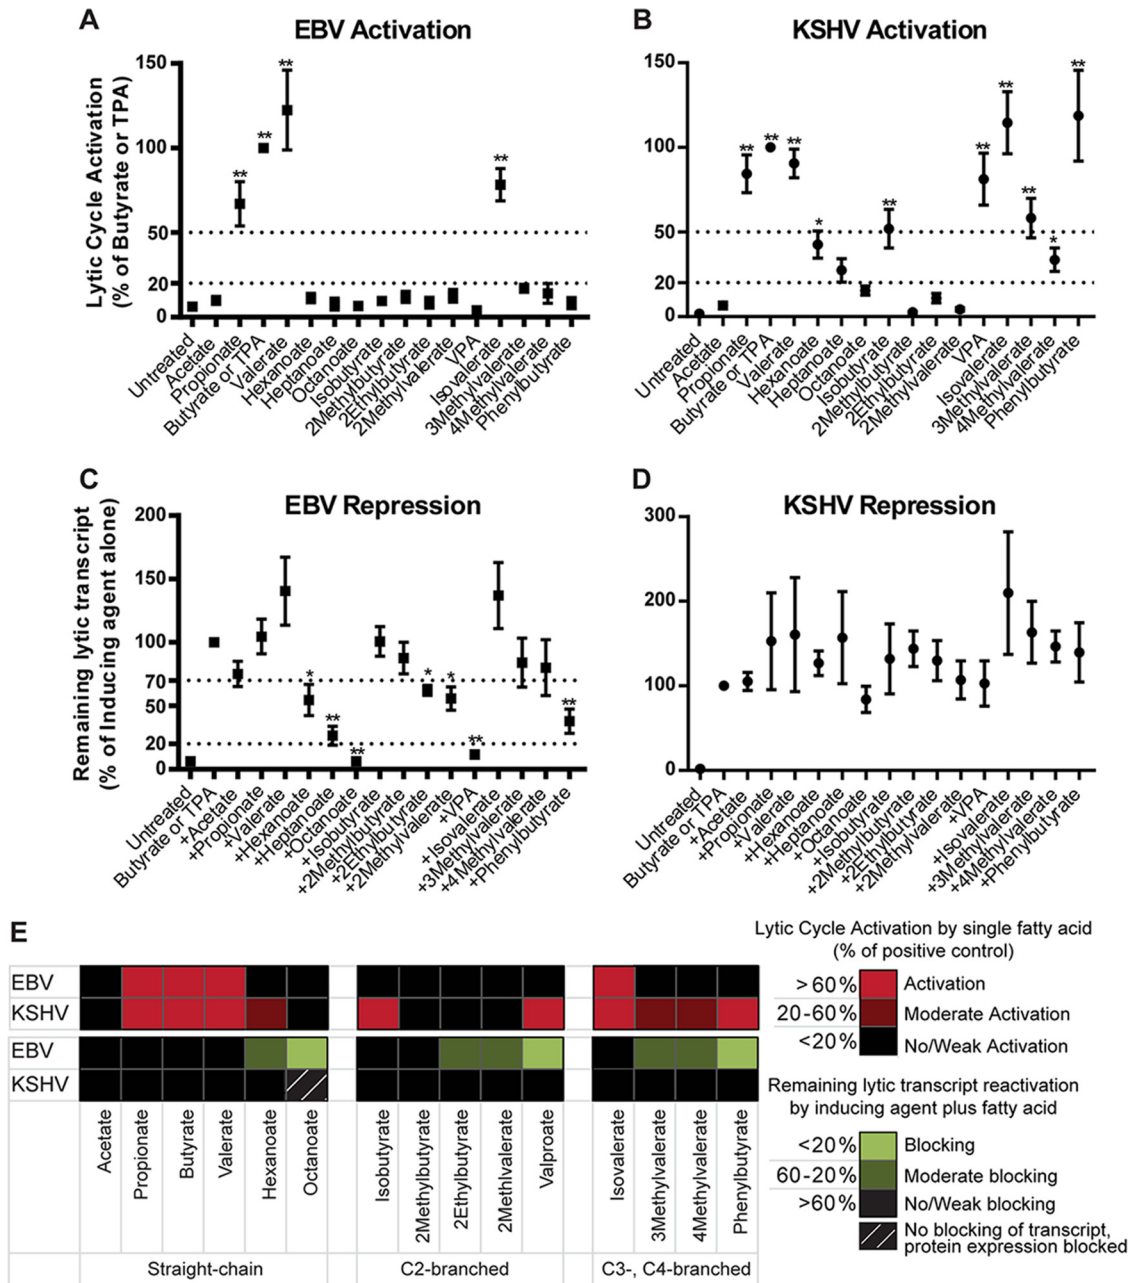 A
EBV Activation
Lytic Cycle Activation
(% of Butyrate or TPA)
150
100
50
20
0
**
**
**
**
Untreated
Acetate
Propionate
Butyrate or TPA
Valerate
Hexanoate
Heptanoate
Octanoate
Isobutyrate
2Methylbutyrate
2Ethylbutyrate
2Methylvalerate
VPA
Isovalerate
3Methylvalerate
4Methylvalerate
Phenylbutyrate
B
KSHV Activation
150
100
50
20
0
**
**
**
*
**
**
**
**
*
**
Untreated
Acetate
Propionate
Butyrate or TPA
Valerate
Hexanoate
Heptanoate
Octanoate
Isobutyrate
2Methylbutyrate
2Ethylbutyrate
2Methylvalerate
VPA
Isovalerate
3Methylvalerate
4Methylvalerate
Phenylbutyrate
C
EBV Repression
Remaining lytic transcript
(% of Inducing agent alone)
200
150
100
70
50
20
0
*
**
**
*
*
**
**
Untreated
Butyrate or TPA
+Acetate
+Propionate
+Valerate
+Hexanoate
+Heptanoate
+Octanoate
+Isobutyrate
+2Methylbutyrate
+2Ethylbutyrate
+2Methylvalerate
+VPA
+Isovalerate
+3Methylvalerate
+4Methylvalerate
+Phenylbutyrate
D
KSHV Repression
300
200
100
0
Untreated
Butyrate or TPA
+Acetate
+Propionate
+Valerate
+Hexanoate
+Heptanoate
+Octanoate
+Isobutyrate
+2Methylbutyrate
+2Ethylbutyrate
+2Methylvalerate
+VPA
+Isovalerate
+3Methylvalerate
+4Methylvalerate
+Phenylbutyrate
E
EBV
KSHV
EBV
KSHV
Acetate
Propionate
Butyrate
Valerate
Hexanoate
Octanoate
Isobutyrate
2Methylbutyrate
2Ethylbutyrate
2Methlvalerate
Valproate
Isovalerate
3Methylvalerate
4Methylvalerate
Phenylbutyrate
Straight-chain
C2-branched
C3-, C4-branched
Lytic Cycle Activation by single fatty acid
(% of positive control)
>60% Activation
20-60% Moderate Activation
<20% No/Weak Activation
Remaining lytic transcript reactivation
by inducing agent plus fatty acid
<20% Blocking
60-20% Moderate blocking
>60% No/Weak blocking
No blocking of transcript,
protein expression blocked